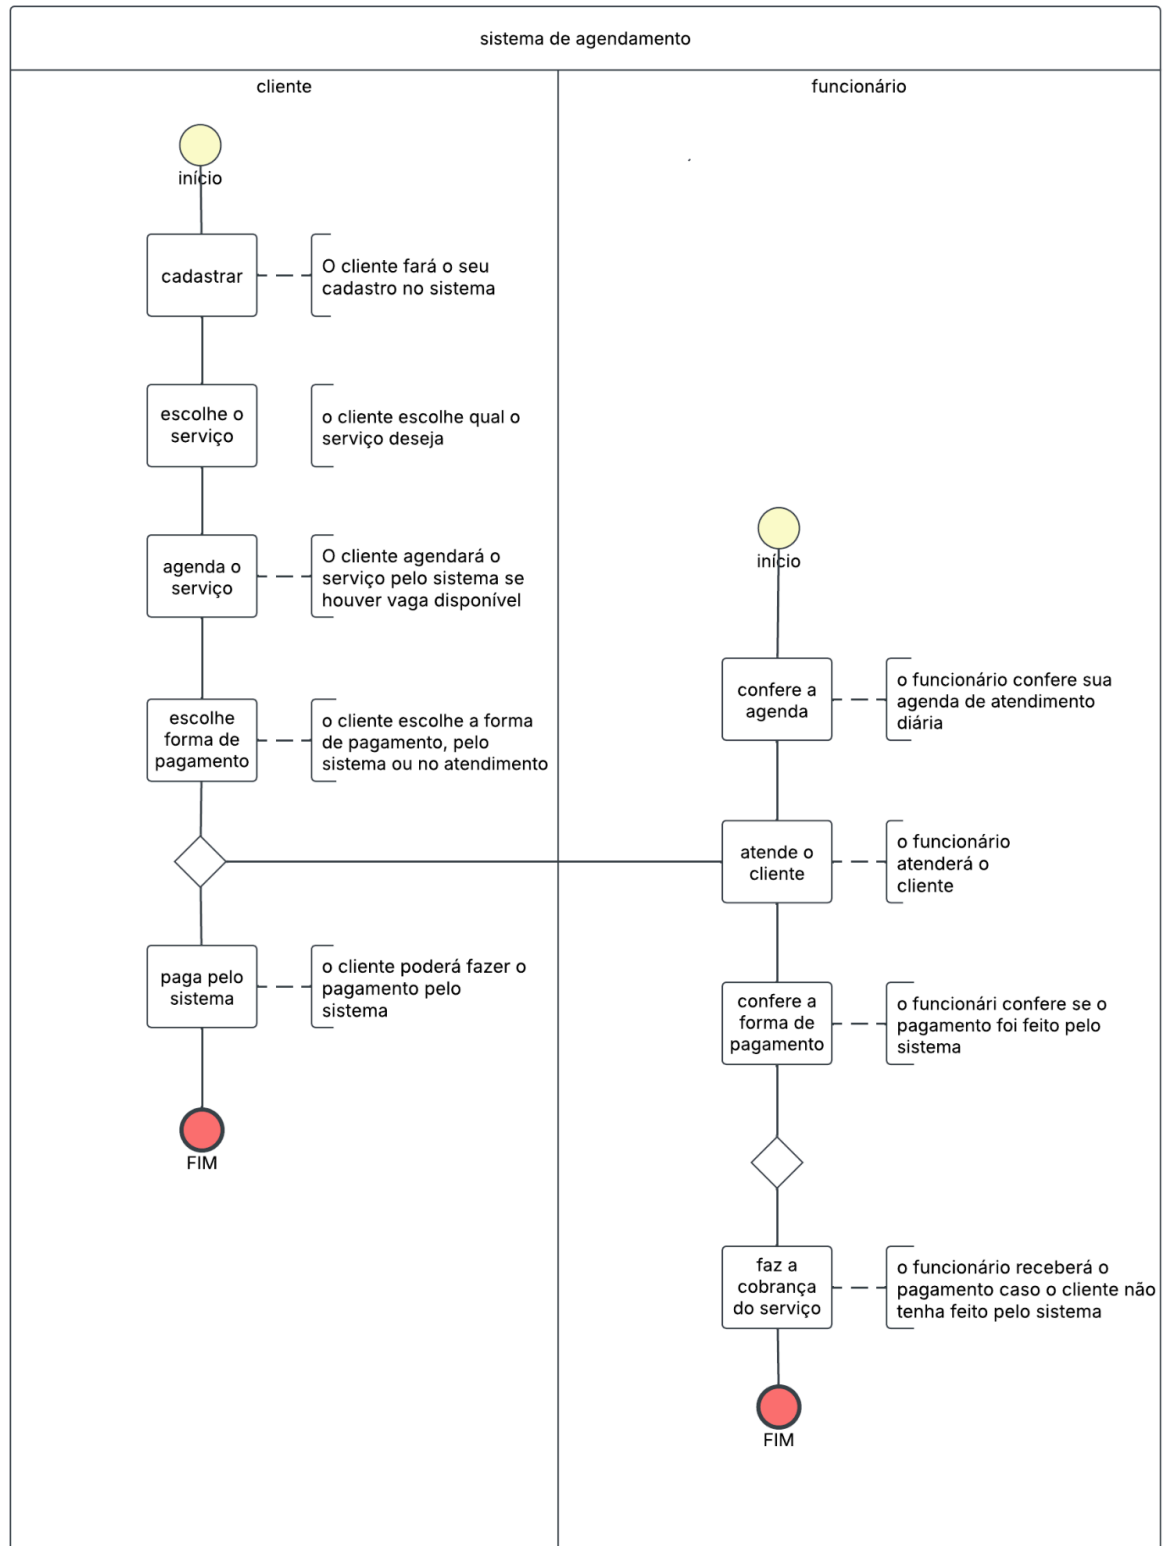 sistema de agendamento
cliente
início
cadastrar
O cliente fará o seu
cadastro no sistema
escolhe o
serviço
o cliente escolhe qual o
serviço deseja
agenda o
serviço
O cliente agendará o
serviço pelo sistema se
houver vaga disponível
escolhe
forma de
pagamento
o cliente escolhe a forma
de pagamento, pelo
sistema ou no atendimento
paga pelo
sistema
o cliente poderá fazer o
pagamento pelo
sistema
FIM
funcionário
início
confere a
agenda
o funcionário confere sua
agenda de atendimento
diária
atende o
cliente
o funcionário
atenderá o
cliente
confere a
forma de
pagamento
o funcionári confere se o
pagamento foi feito pelo
sistema
faz a
cobrança
do serviço
o funcionário receberá o
pagamento caso o cliente não
tenha feito pelo sistema
FIM